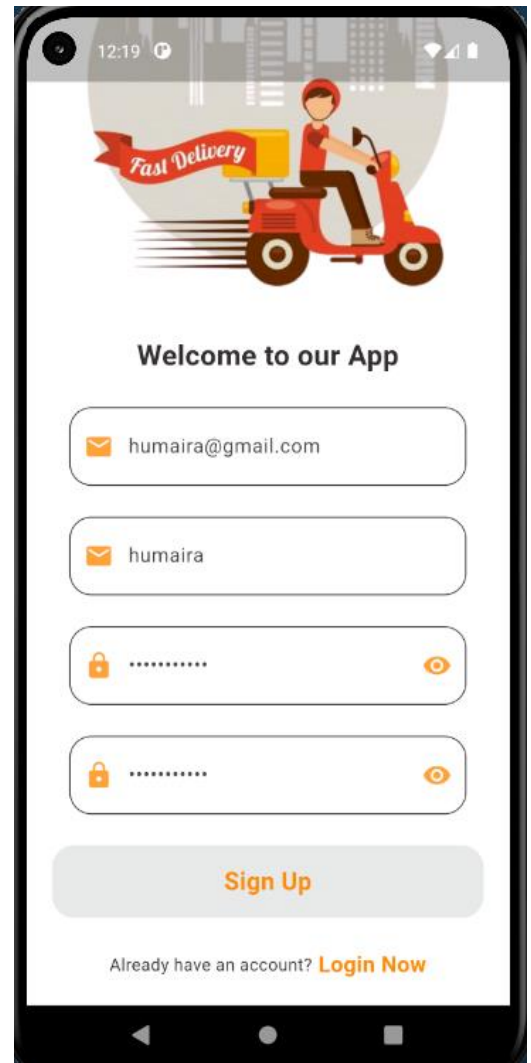 12:19
Fast Delivery
Welcome to our App
humaira@gmail.com
humaira
•••••••••••
•••••••••••
Sign Up
Already have an account? Login Now